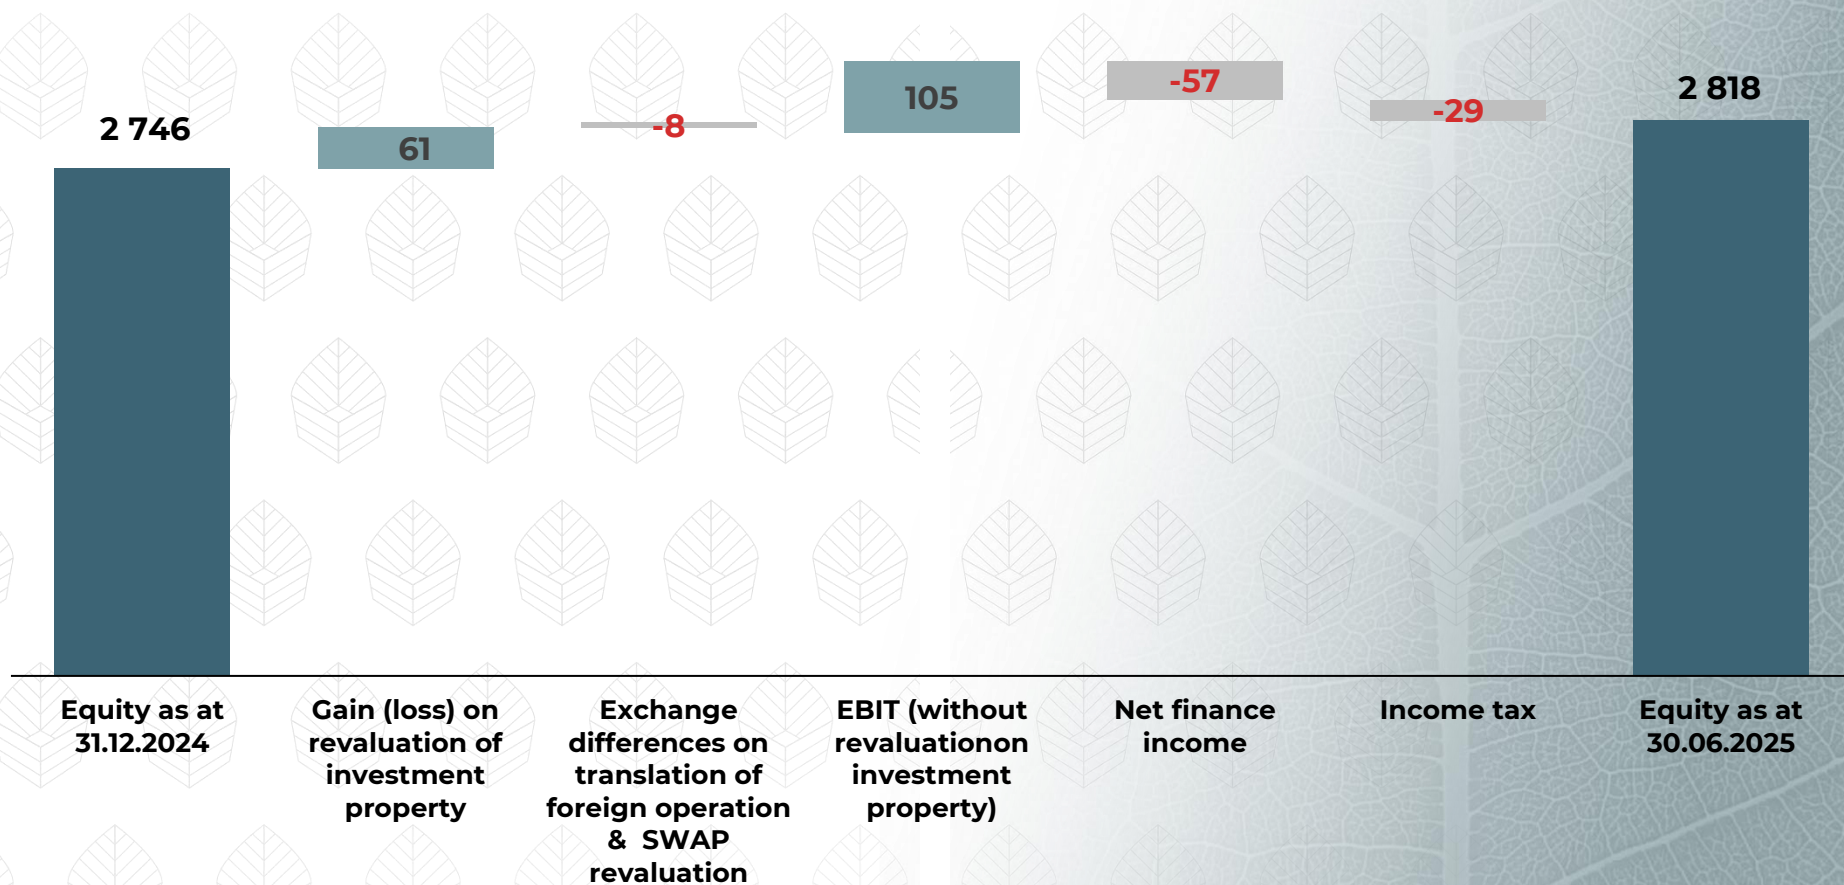 2 746
61
-8
105
-57
-29
2 818
Equity as at
31.12.2024
Gain (loss) on
revaluation of
investment
property
Exchange
differences on
translation of
foreign operation
& SWAP
revaluation
EBIT (without
revaluationon
investment
property)
Net finance
income
Income tax
Equity as at
30.06.2025